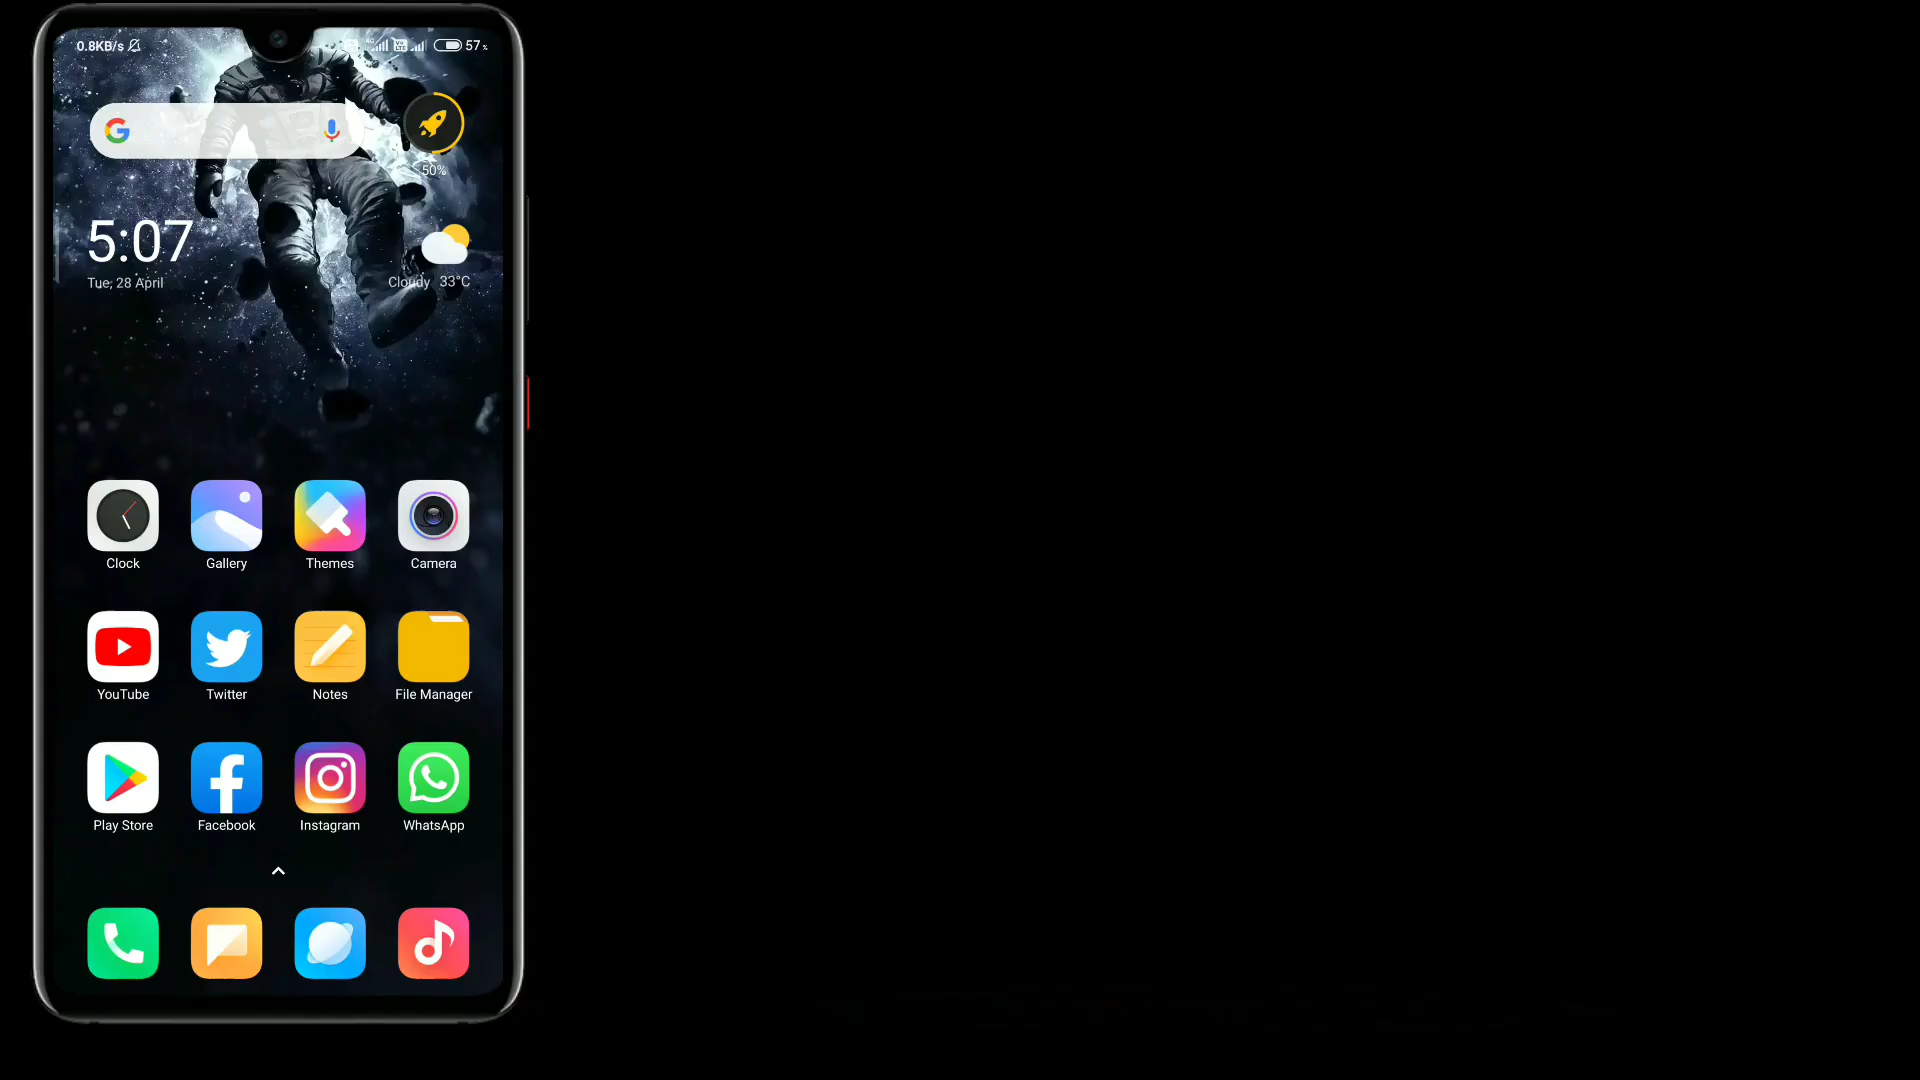 0.8KB/s 57%
50%
5:07
Tue, 28 April
Cloudy 33°C
Clock Gallery Themes Camera
YouTube Twitter Notes File Manager
Play Store Facebook Instagram WhatsApp